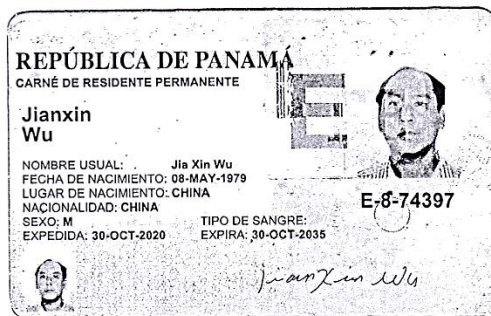 REPÚBLICA DE PANAMÁ
CARNÉ DE RESIDENTE PERMANENTE
E
Jianxin
Wu
NOMBRE USUAL: Jia Xin Wu
FECHA DE NACIMIENTO: 08-MAY-1979
LUGAR DE NACIMIENTO: CHINA
NACIONALIDAD: CHINA
SEXO: M TIPO DE SANGRE:
EXPEDIDA: 30-OCT-2020 EXPIRA: 30-OCT-2035
E-8-74397
JianXin Wu